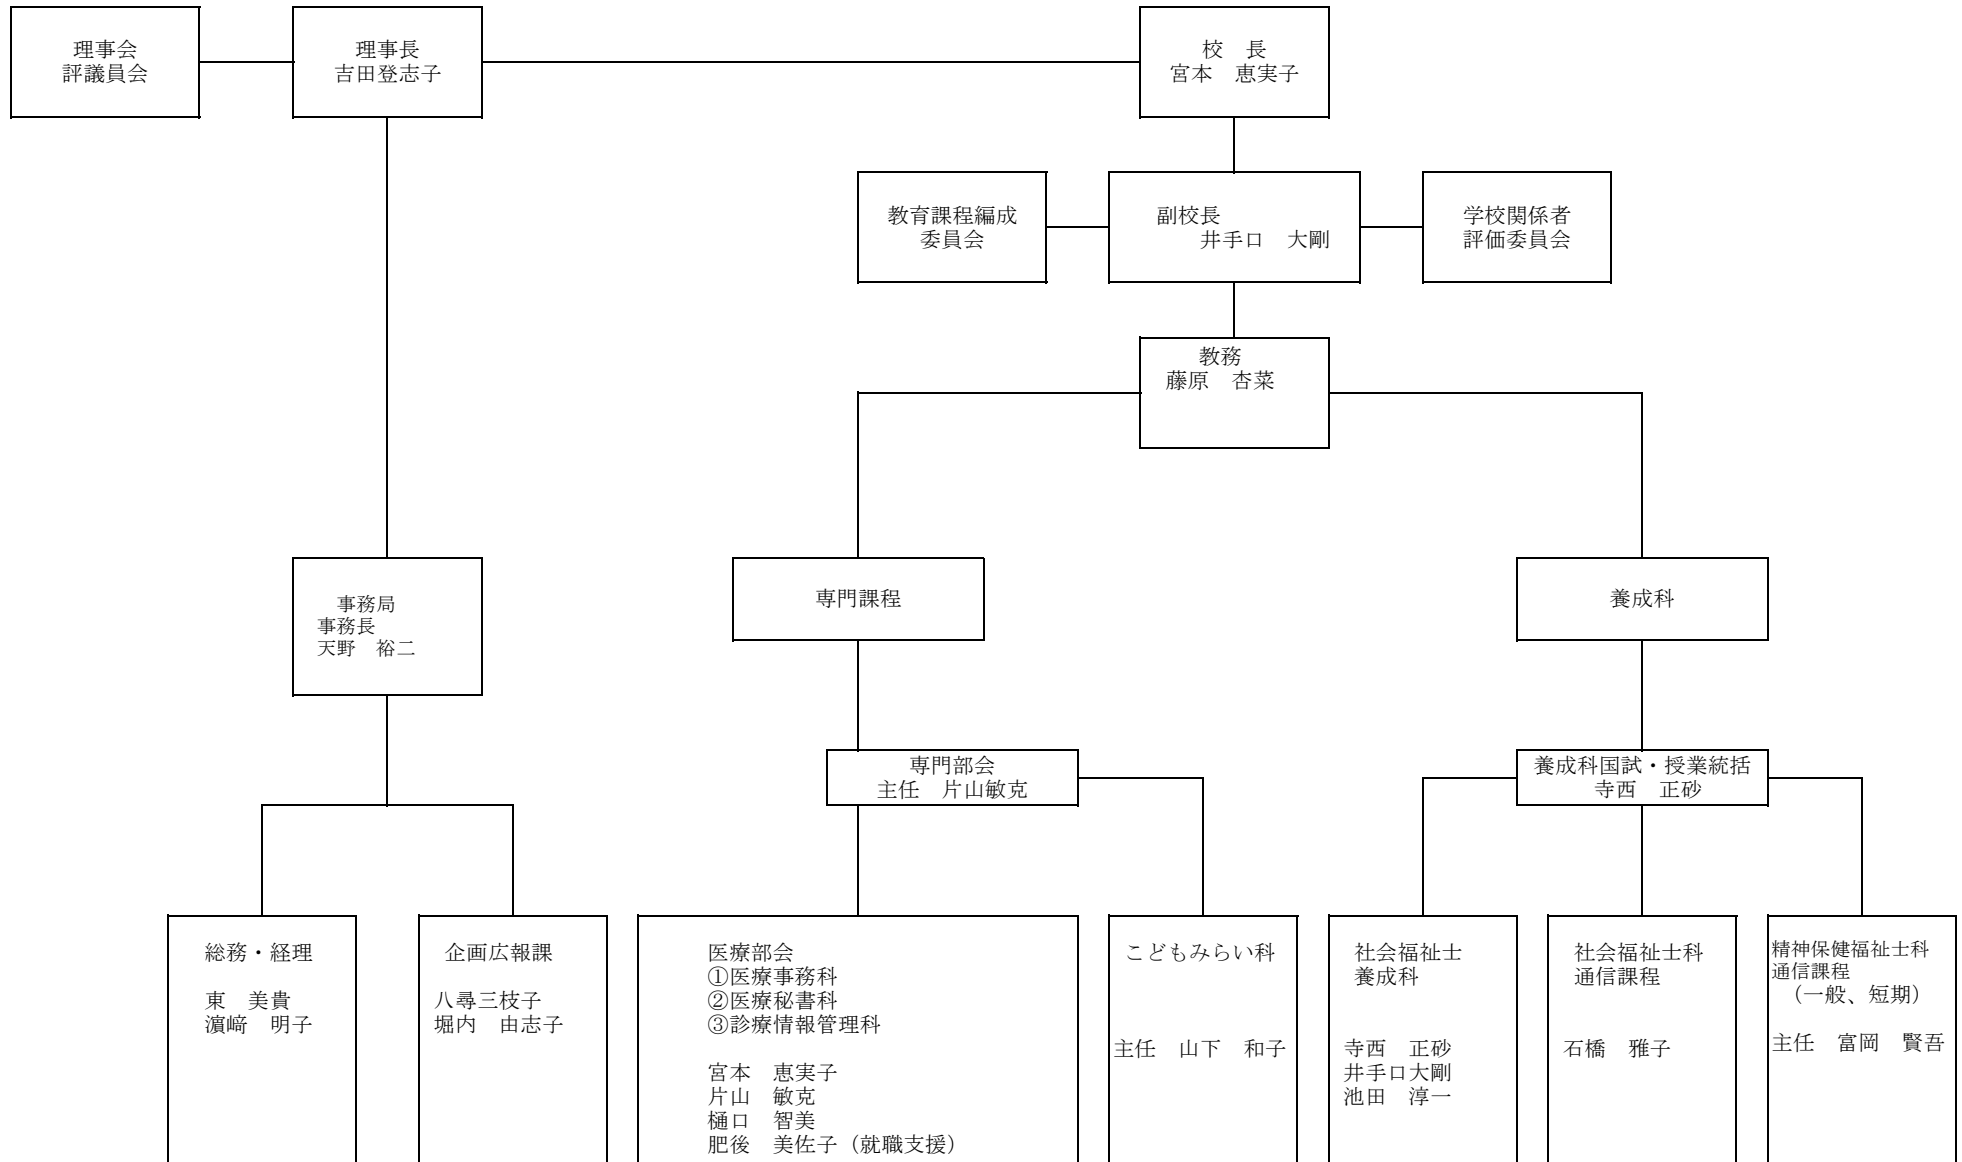 理事会
評議員会
理事長
吉田登志子
校　長
宮本　恵実子
教育課程編成
委員会
副校長
井手口　大剛
学校関係者
評価委員会
教務
藤原　杏菜
事務局
事務長
天野　裕二
専門課程
養成科
専門部会
主任　片山敏克
養成科国試・授業統括
寺西　正砂
総務・経理
東　美貴
濵﨑　明子
企画広報課
八尋三枝子
堀内　由志子
医療部会
①医療事務科
②医療秘書科
③診療情報管理科
宮本　恵実子
片山　敏克
樋口　智美
肥後　美佐子（就職支援）
こどもみらい科
主任　山下　和子
社会福祉士
養成科
寺西　正砂
井手口大剛
池田　淳一
社会福祉士科
通信課程
石橋　雅子
精神保健福祉士科
通信課程
（一般、短期）
主任　富岡　賢吾